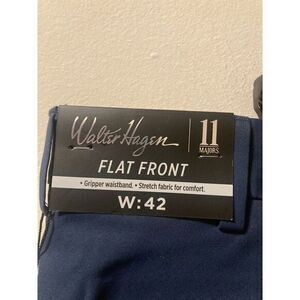 Walter Hagen
11
MAJORS
FLAT FRONT
• Gripper waistband. • Stretch fabric for comfort.
W: 42